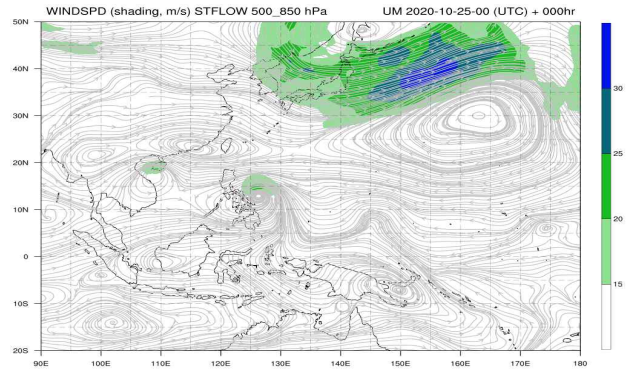 WINDSPD (shading, m/s) STFLOW 500_850 hPa UM 2020-10-25-00 (UTC) + 000hr
50N
40N
30N
20N
10N
0
10S
20S
90E 100E 110E 120E 130E 140E 150E 160E 170E 180
30
25
20
15